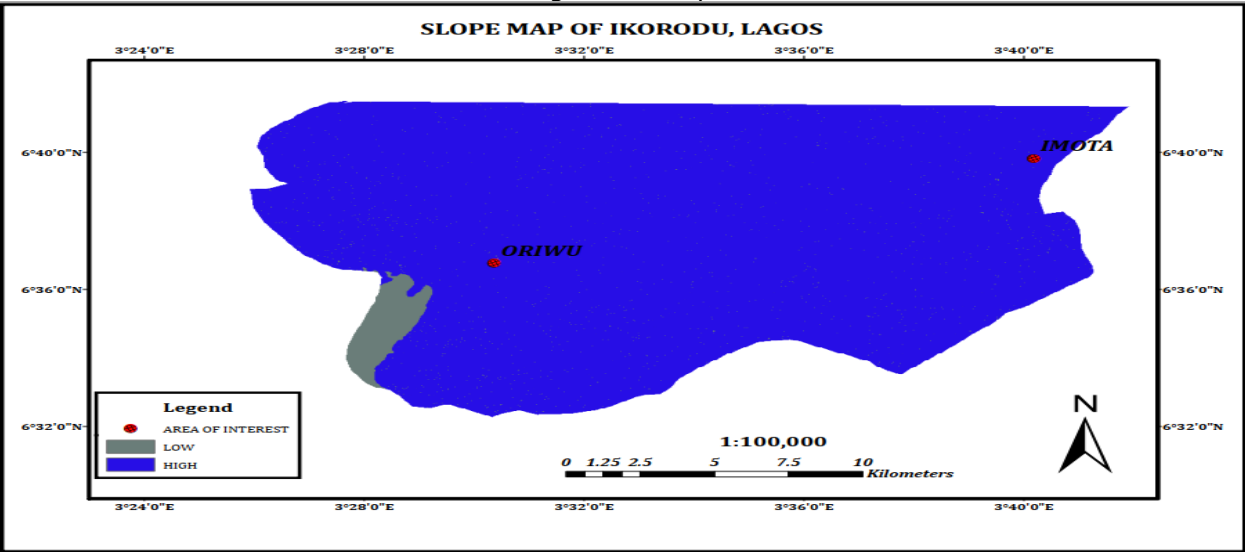 SLOPE MAP OF IKORODU, LAGOS
3°24'0"E 3°28'0"E 3°32'0"E 3°36'0"E 3°40'0"E
6°40'0"N IMOTA 6°40'0"N
ORIWU
6°36'0"N 6°36'0"N
Legend
AREA OF INTEREST
LOW
HIGH
6°32'0"N 6°32'0"N
N
1:100,000
0 1.25 2.5 5 7.5 10
Kilometers
3°24'0"E 3°28'0"E 3°32'0"E 3°36'0"E 3°40'0"E